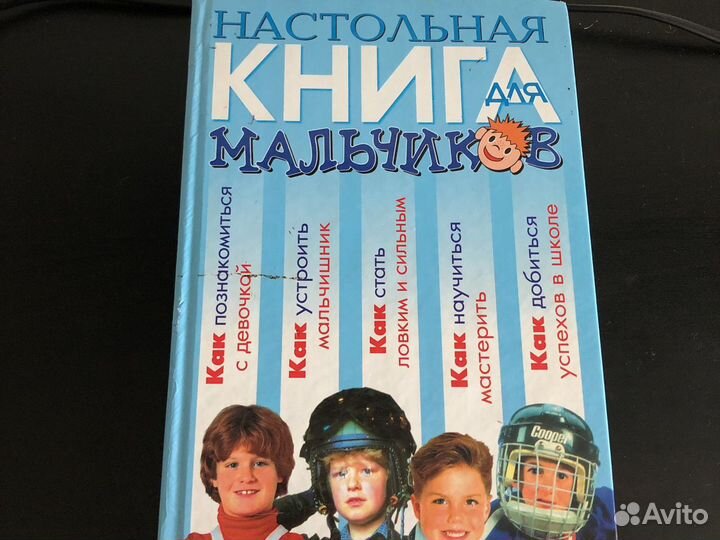 НАСТОЛЬНАЯ
КНИГА
ДЛЯ
МАЛЬЧИКОВ
Как познакомиться
с девочкой
Как устроить
мальчишник
Как стать
ловким и сильным
Как научиться
мастерить
Как добиться
успехов в школе
Cooper
Avito